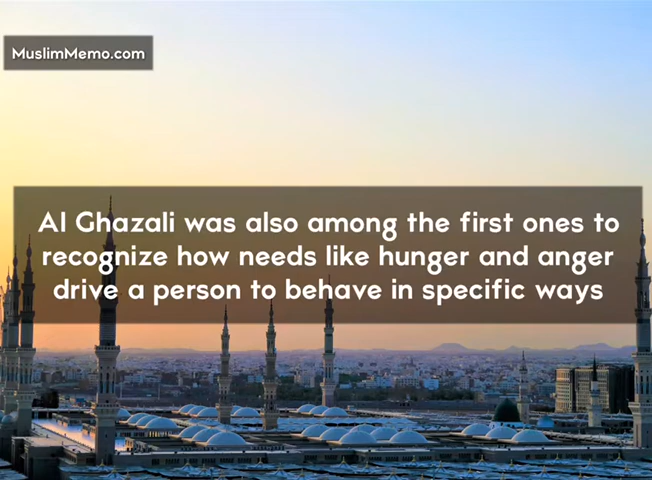 MuslimMemo.com
Al Ghazali was also among the first ones to
recognize how needs like hunger and anger
drive a person to behave in specific ways